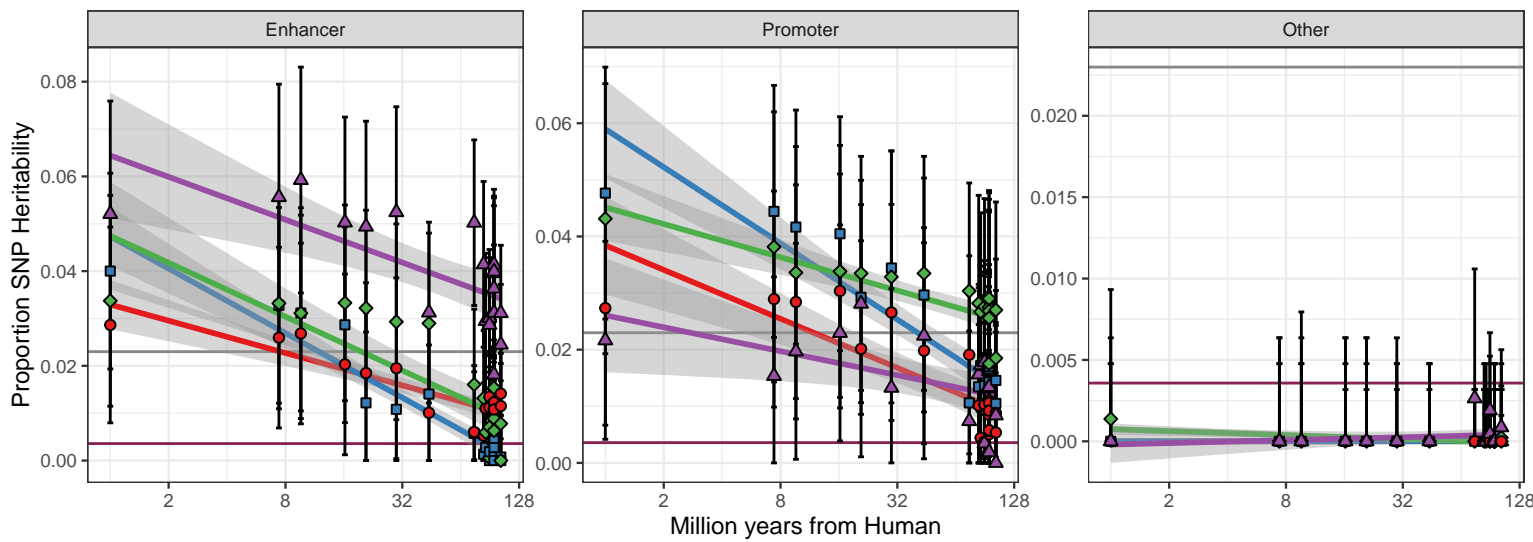 Enhancer Promoter Other
Proportion SNP Heritability
0.08
0.06
0.04
0.02
0.00
0.06
0.04
0.02
0.00
0.020
0.015
0.010
0.005
0.000
2 8 32 128
2 8 32 128
2 8 32 128
Million years from Human